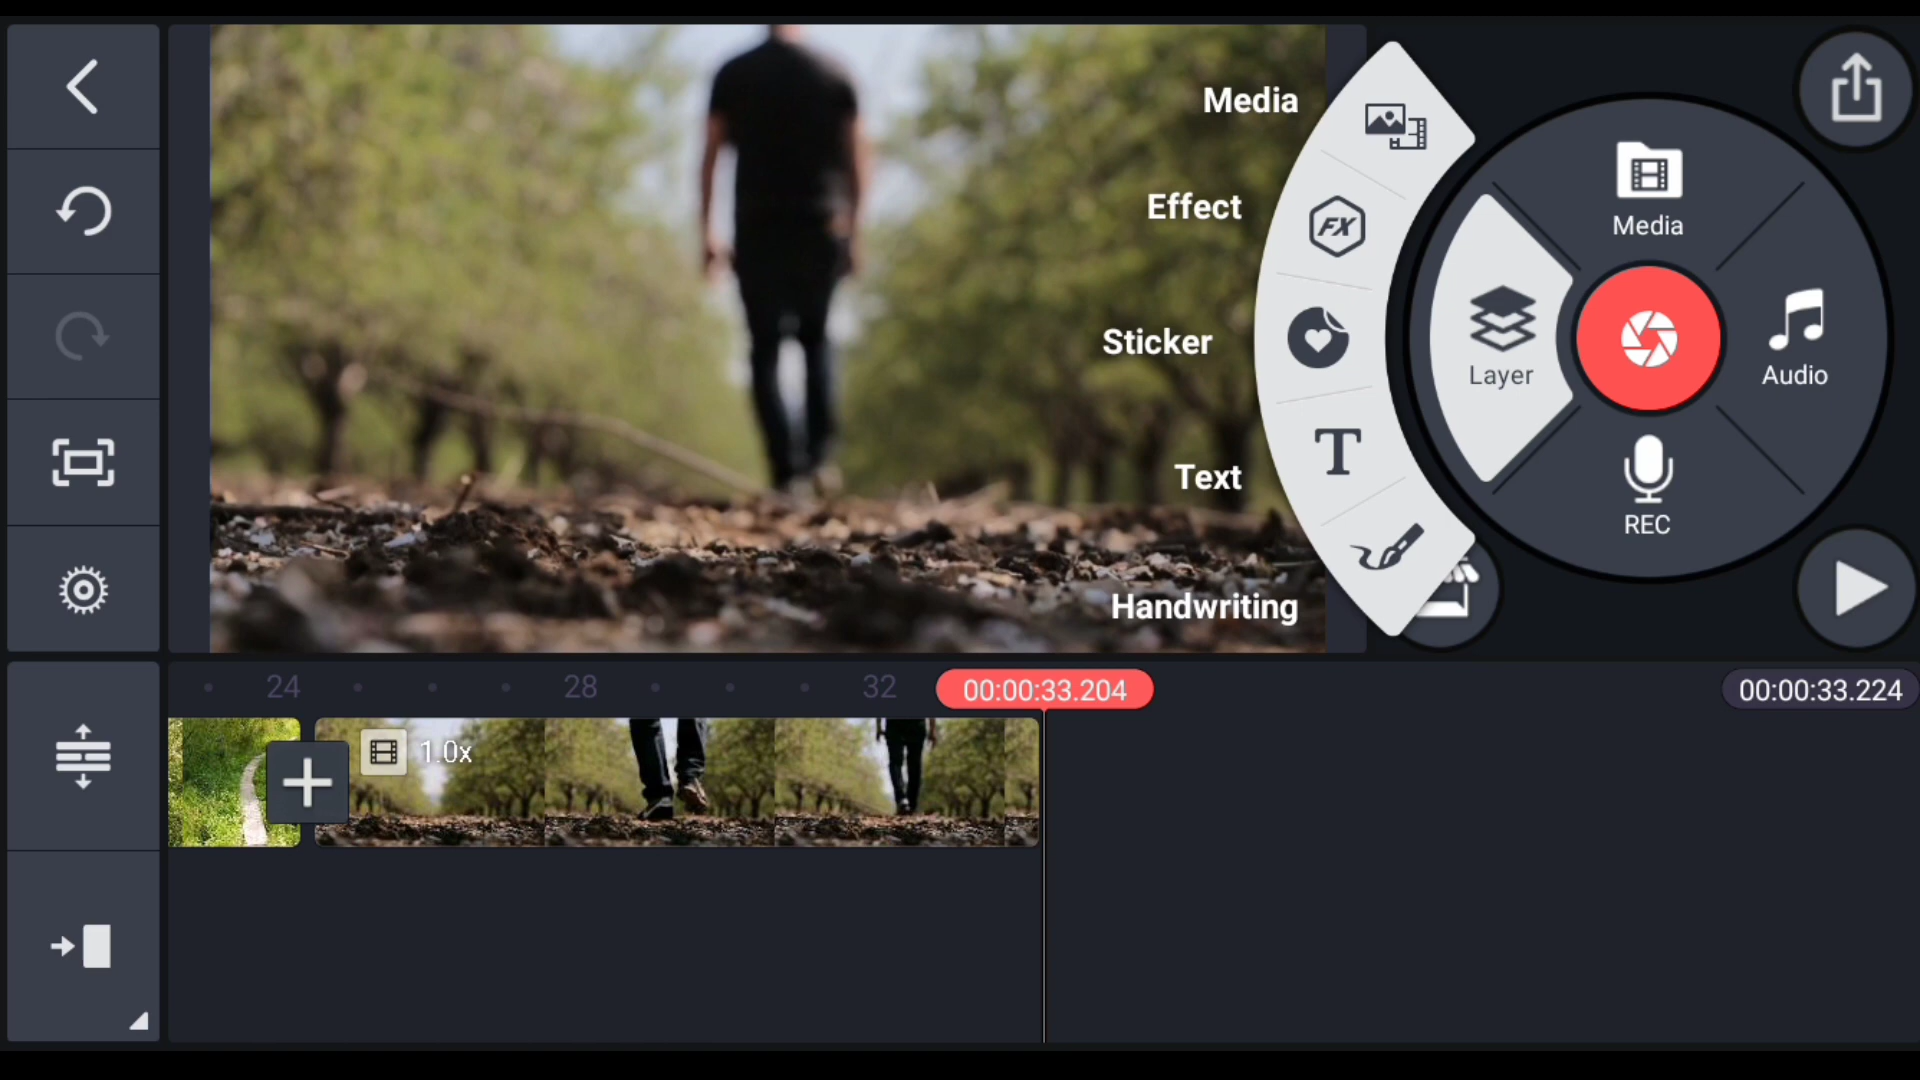 Media
Effect
Sticker
Text
Handwriting
FX
T
Media
Layer
Audio
REC
24
28
32
00:00:33.204
00:00:33.224
1.0x